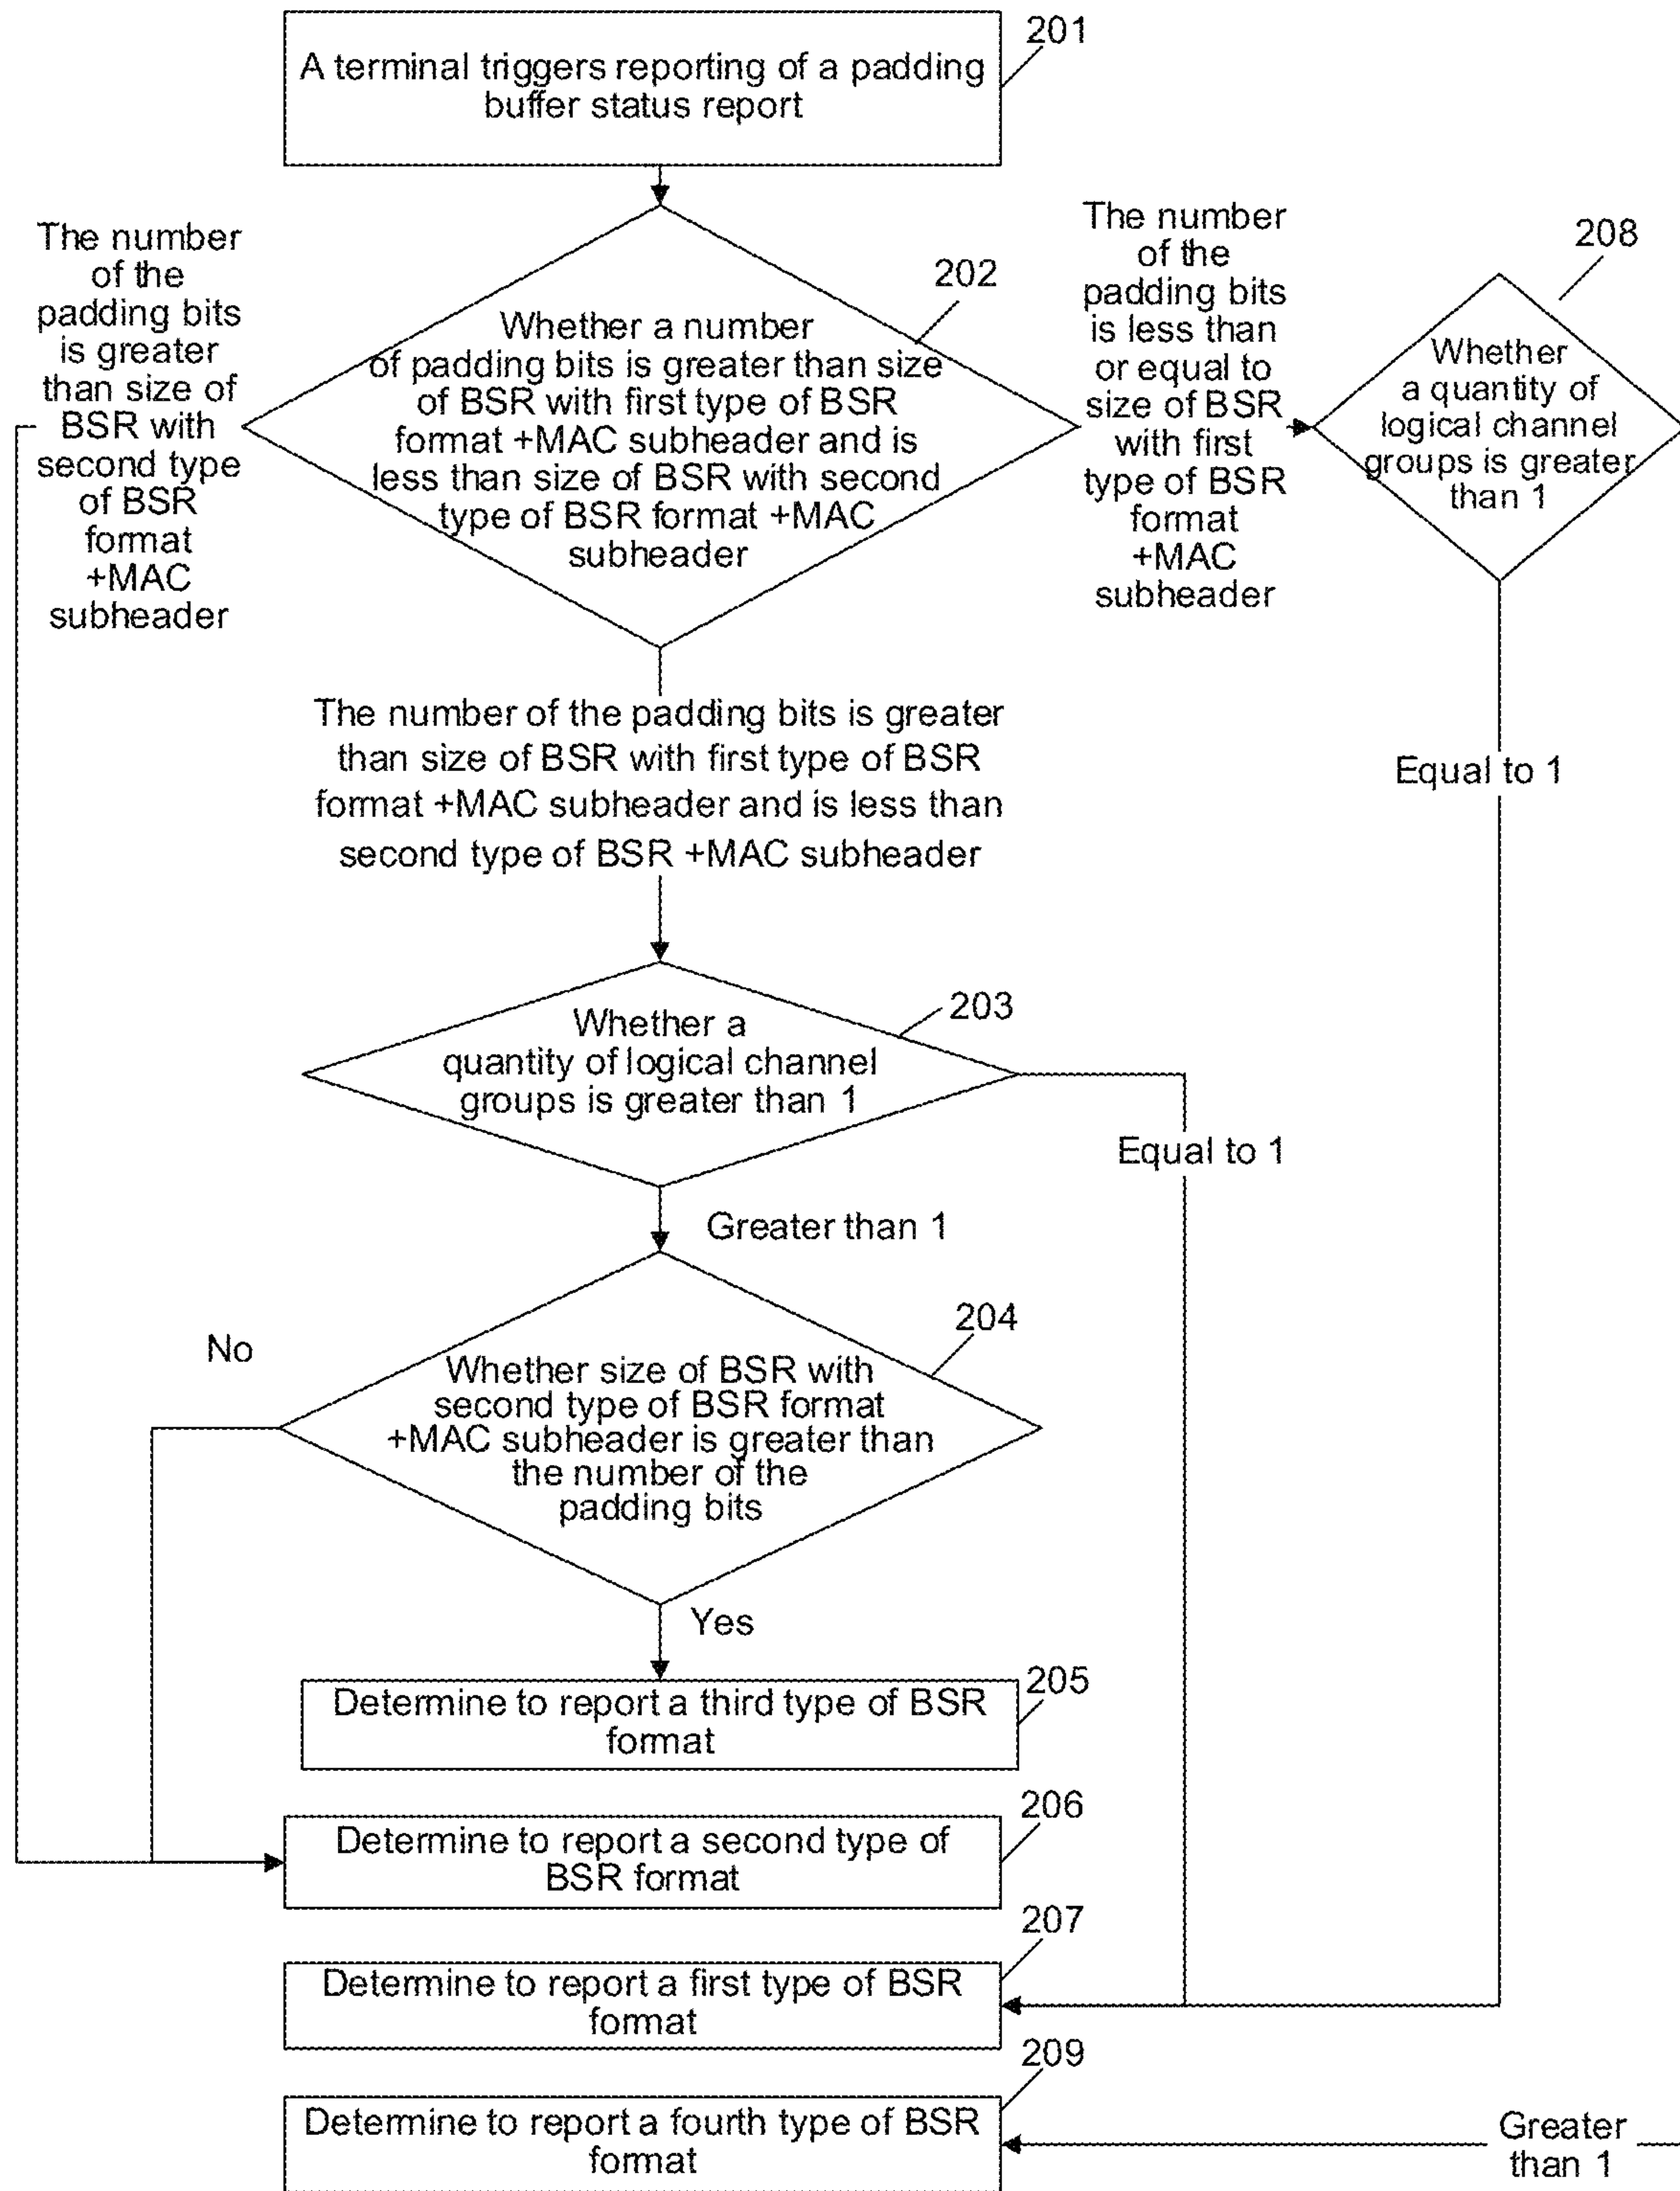 201
A terminal triggers reporting of a padding
buffer status report
The number
of the
padding bits
is greater
than size of
BSR with
second type
of BSR
format
+MAC
subheader
202
Whether a number
of padding bits is greater than size
of BSR with first type of BSR
format +MAC subheader and is
less than size of BSR with second
type of BSR format +MAC
subheader
The number
of the
padding bits
is less than
or equal to
size of BSR
with first
type of BSR
format
+MAC
subheader
208
Whether
a quantity of
logical channel
groups is greater
than 1
The number of the padding bits is greater
than size of BSR with first type of BSR
format +MAC subheader and is less than
second type of BSR +MAC subheader
Equal to 1
203
Whether a
quantity of logical channel
groups is greater than 1
Equal to 1
Greater than 1
204
No
Whether size of BSR with
second type of BSR format
+MAC subheader is greater than
the number of the
padding bits
Yes
205
Determine to report a third type of BSR
format
206
Determine to report a second type of
BSR format
207
Determine to report a first type of BSR
format
209
Determine to report a fourth type of BSR
format
Greater
than 1